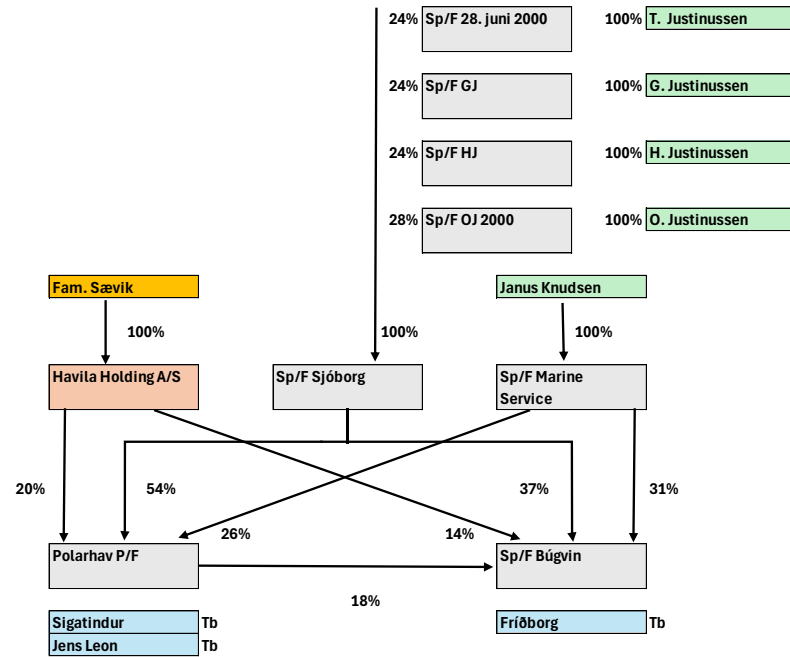 24% Sp/F 28. juni 2000 100% T. Justinussen
24% Sp/F GJ 100% G. Justinussen
24% Sp/F HJ 100% H. Justinussen
28% Sp/F OJ 2000 100% O. Justinussen
Fam. Sævik Janus Knudsen
100% 100% 100%
Havila Holding A/S Sp/F Sjóborg Sp/F Marine
Service
20% 54% 37% 31%
26% 14%
Polarhav P/F Sp/F Búgvin
18%
Sigatindur Tb Fríðborg Tb
Jens Leon Tb